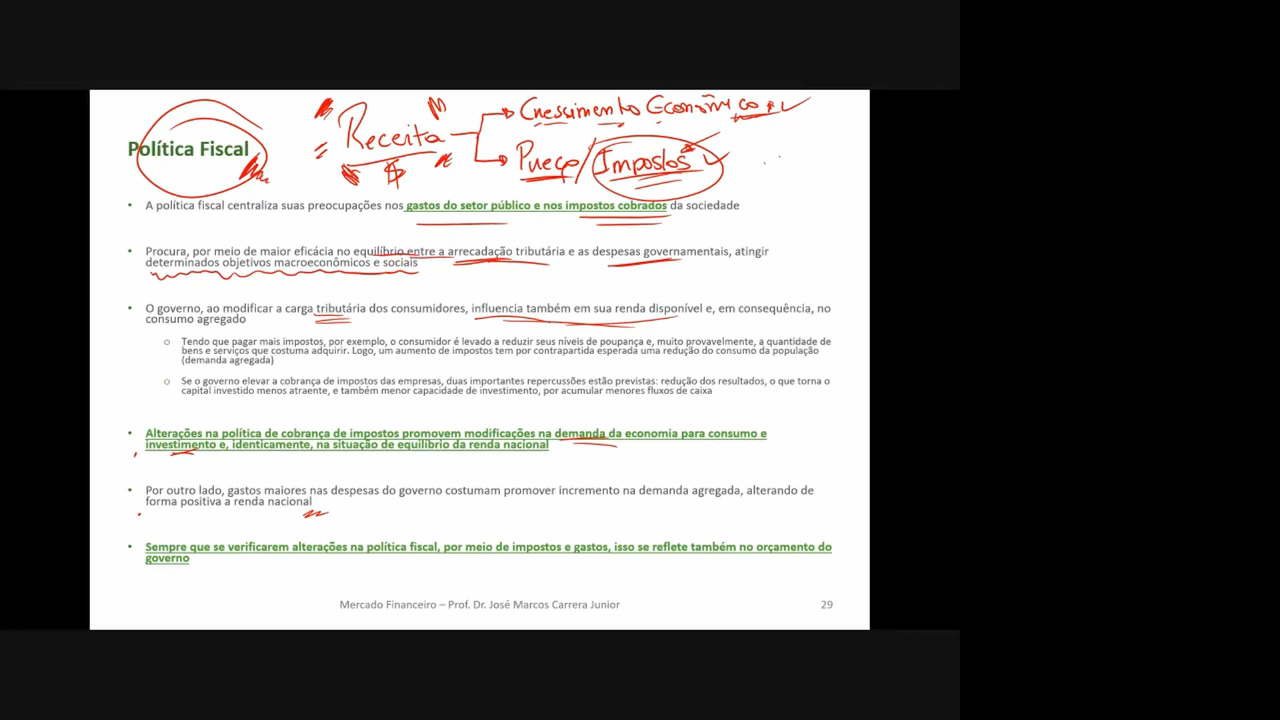 Receita
$
Crescimento Econômico
Preço/Impostos
Política Fiscal
• A política fiscal centraliza suas preocupações nos gastos do setor público e nos impostos cobrados da sociedade
• Procura, por meio de maior eficácia no equilíbrio entre a arrecadação tributária e as despesas governamentais, atingir
determinados objetivos macroeconômicos e sociais
• O governo, ao modificar a carga tributária dos consumidores, influencia também em sua renda disponível e, em consequência, no
consumo agregado
o Tendo que pagar mais impostos, por exemplo, o consumidor é levado a reduzir seus níveis de poupança e, muito provavelmente, a quantidade de
bens e serviços que costuma adquirir. Logo, um aumento de impostos tem por contrapartida esperada uma redução do consumo da população
(demanda agregada)
o Se o governo elevar a cobrança de impostos das empresas, duas importantes repercussões estão previstas: redução dos resultados, o que torna o
capital investido menos atraente, e também menor capacidade de investimento, por acumular menores fluxos de caixa
• Alterações na política de cobrança de impostos promovem modificações na demanda da economia para consumo e
investimento e, identicamente, na situação de equilíbrio da renda nacional
• Por outro lado, gastos maiores nas despesas do governo costumam promover incremento na demanda agregada, alterando de
forma positiva a renda nacional
• Sempre que se verificarem alterações na política fiscal, por meio de impostos e gastos, isso se reflete também no orçamento do
governo
Mercado Financeiro – Prof. Dr. José Marcos Carrera Junior
29